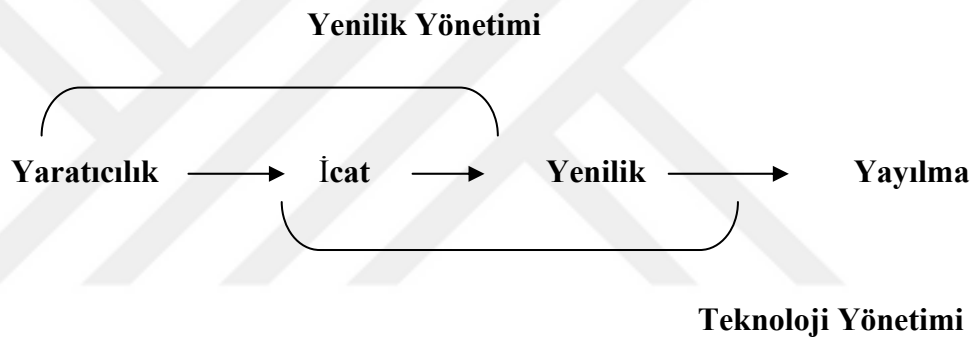 Yenilik Yönetimi
Yaratıcılık İcat Yenilik Yayılma
Teknoloji Yönetimi